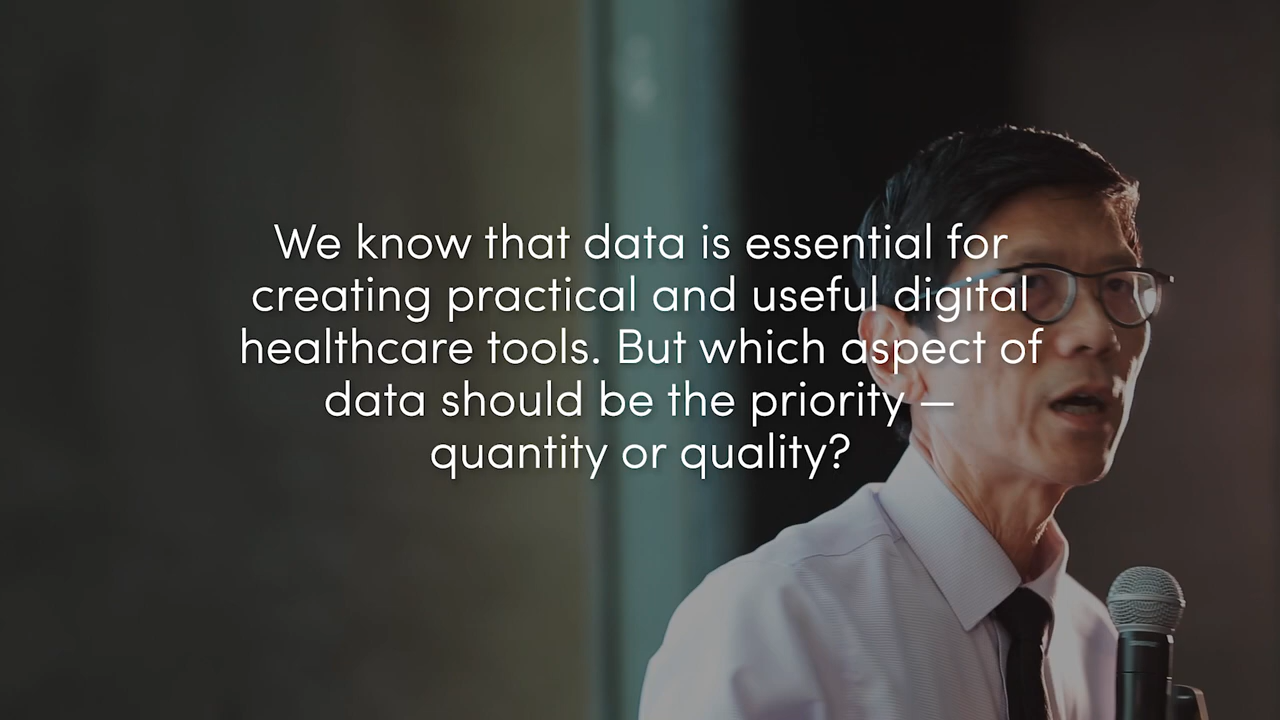 We know that data is essential for
creating practical and useful digital
healthcare tools. But which aspect of
data should be the priority —
quantity or quality?